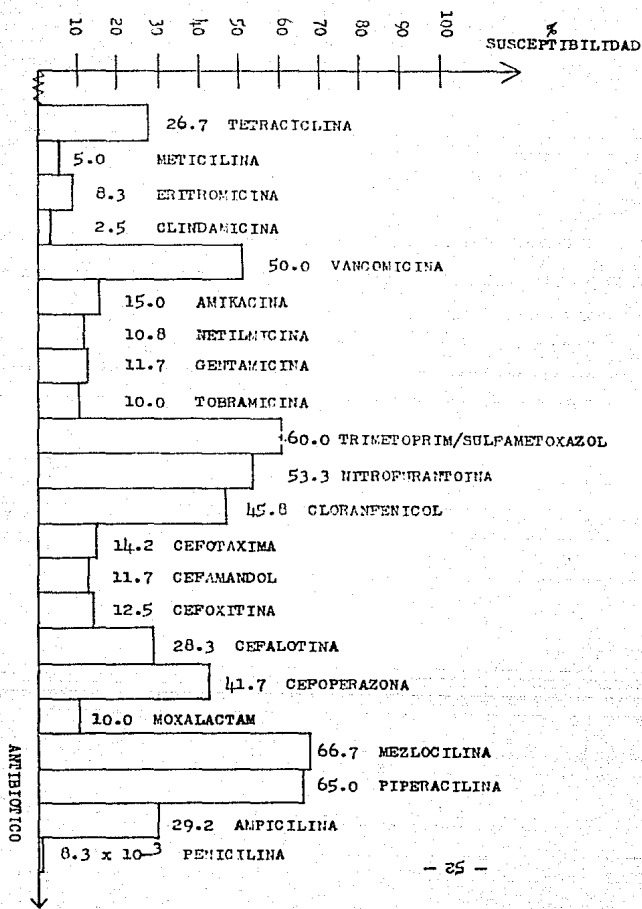 10 20 30 40 50 60 70 80 90 100
%
SUSCEPTIBILIDAD
26.7 TETRACICLINA
5.0 METICILINA
8.3 ERITROMICINA
2.5 CLINDAMICINA
50.0 VANCOMICINA
15.0 AMIKACINA
10.8 NETILMICINA
11.7 GENTAMICINA
10.0 TOBRAMICINA
60.0 TRIMETOPRIM/SULFAMETOXAZOL
53.3 NITROFURANTOINA
45.8 CLORANFENICOL
14.2 CEFOTAXIMA
11.7 CEFAMANDOL
12.5 CEFOXITINA
28.3 CEFALOTINA
41.7 CEFOPERAZONA
10.0 MOXALACTAM
66.7 MEZLOCILINA
65.0 PIPERACILINA
29.2 AMPICILINA
8.3 x 10-3 PENICILINA
ANTIBIOTICO
- 52 -